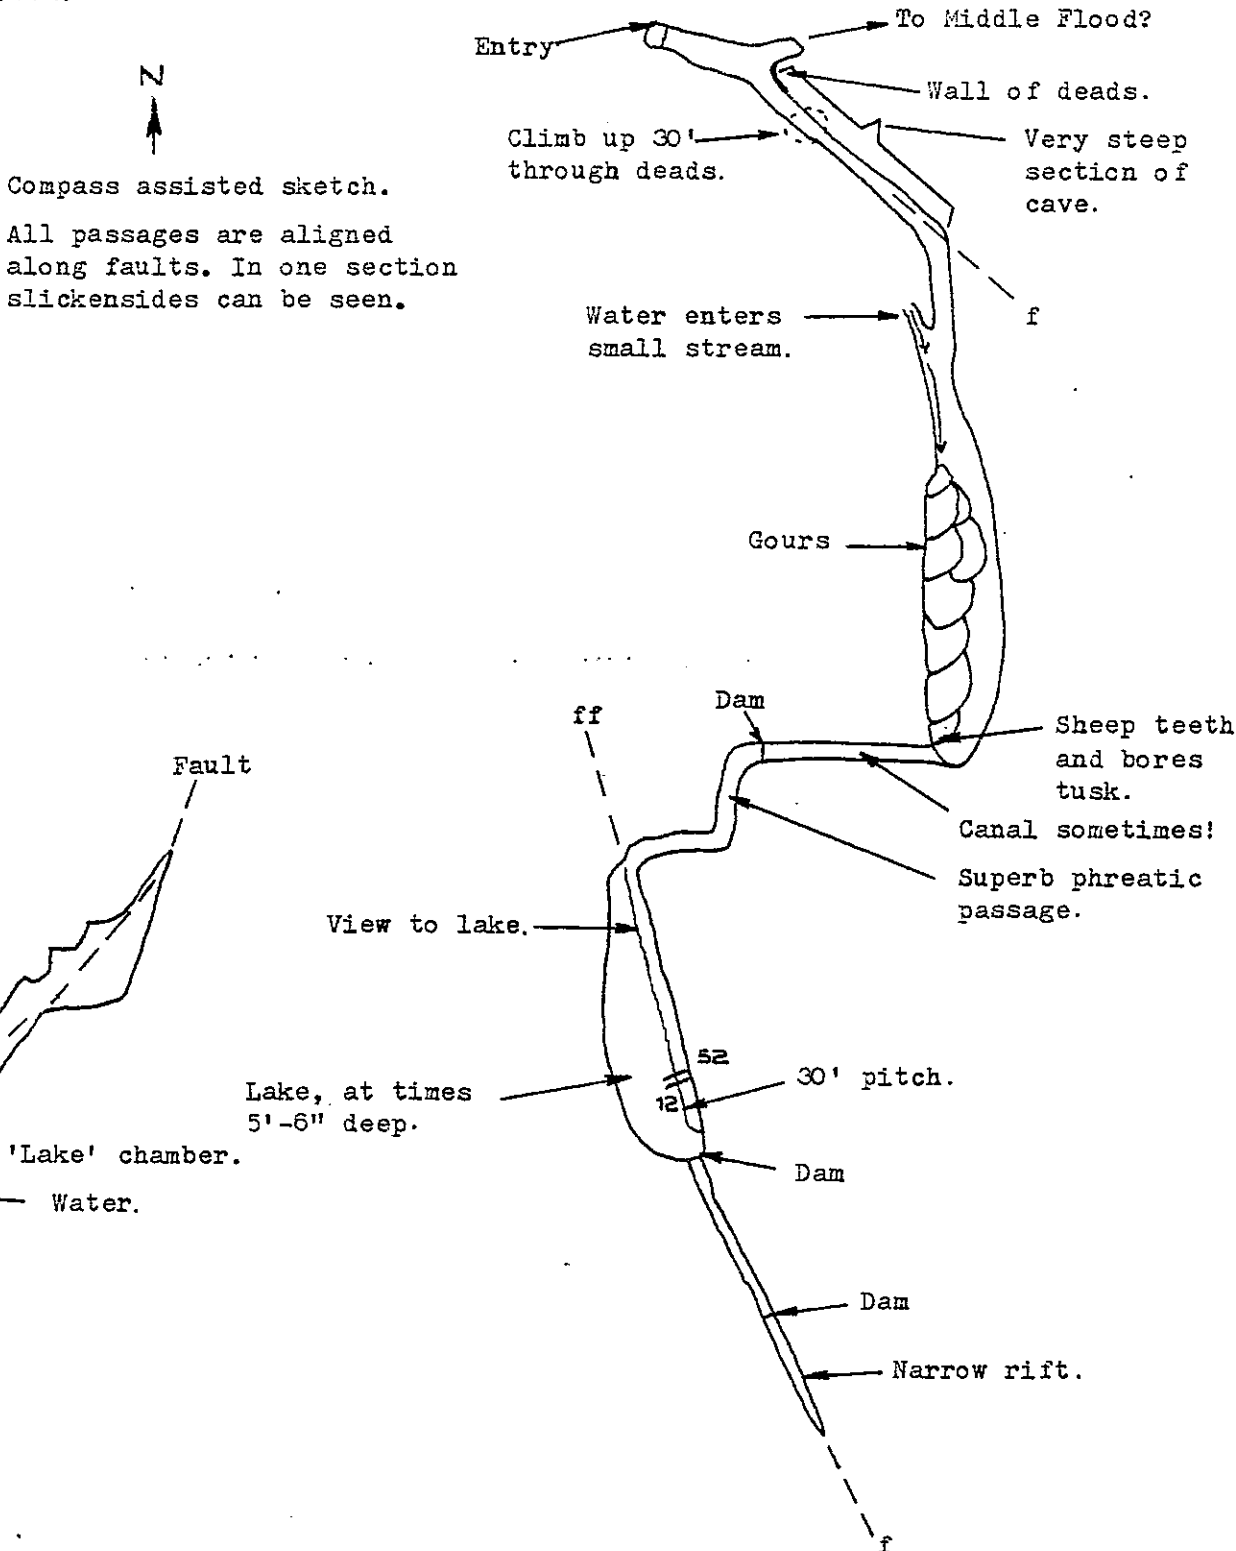 To Middle Flood?
Entry
N
Wall of deads.
Climb up 30'
through deads.
Very steep
section of
cave.
Compass assisted sketch.
All passages are aligned
along faults. In one section
slickensides can be seen.
f
Water enters
small stream.
Gours
Dam
ff
Sheep teeth
and bores
tusk.
Fault
Canal sometimes!
Superb phreatic
passage.
View to lake.
52
30' pitch.
12
Lake, at times
5'-6" deep.
'Lake' chamber.
Dam
Water.
Dam
Narrow rift.
f